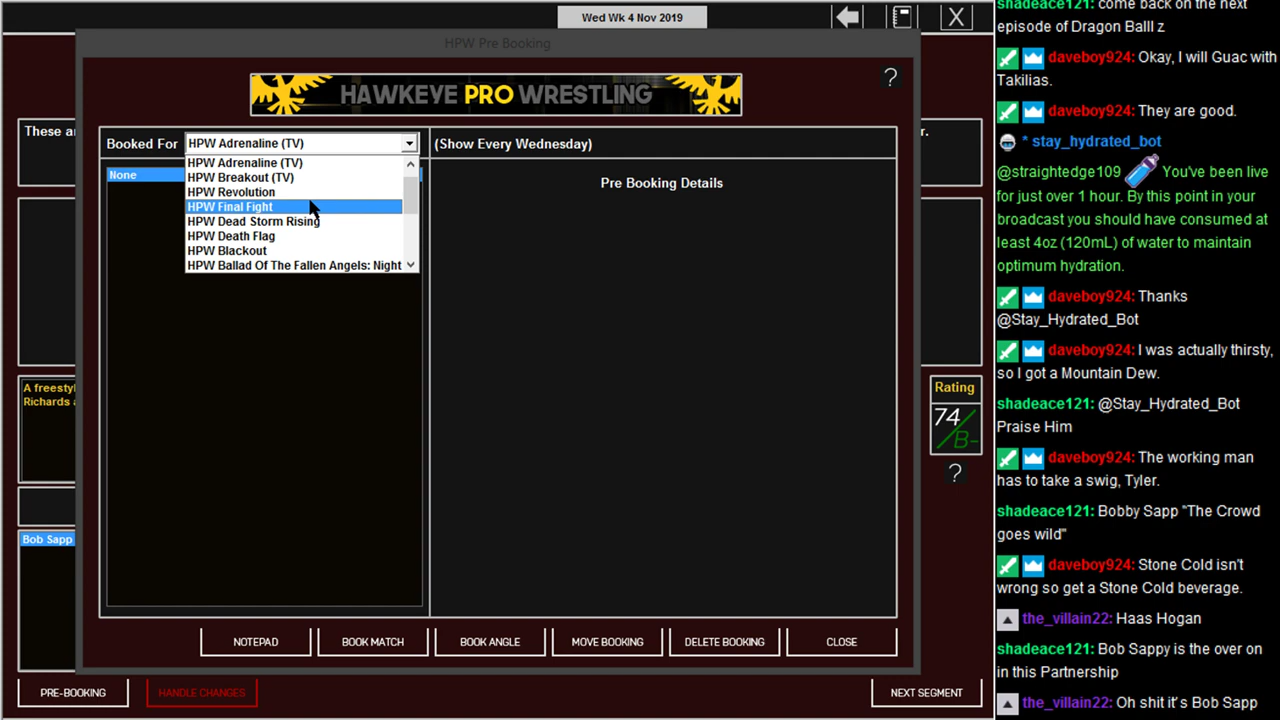 Wed Wk 4 Nov 2019
HPW Pre Booking
HAWKEYE PRO WRESTLING
?
These a
r.
Booked For
HPW Adrenaline (TV)
(Show Every Wednesday)
None
HPW Adrenaline (TV)
HPW Breakout (TV)
HPW Revolution
HPW Final Fight
HPW Dead Storm Rising
HPW Death Flag
HPW Blackout
HPW Ballad Of The Fallen Angels: Night
Pre Booking Details
A freesty
Richards a
Rating
74
B-
?
Bob Sapp
NOTEPAD
BOOK MATCH
BOOK ANGLE
MOVE BOOKING
DELETE BOOKING
CLOSE
PRE-BOOKING
HANDLE CHANGES
NEXT SEGMENT
shadeace121: come back on the next
episode of Dragon Balll z
daveboy924: Okay, I will Guac with
Takilias.
daveboy924: They are good.
* stay_hydrated_bot
@straightedge109 You've been live
for just over 1 hour. By this point in your
broadcast you should have consumed at
least 4oz (120mL) of water to maintain
optimum hydration.
daveboy924: Thanks
@Stay_Hydrated_Bot
daveboy924: I was actually thirsty,
so I got a Mountain Dew.
shadeace121: @Stay_Hydrated_Bot
Praise Him
daveboy924: The working man
has to take a swig, Tyler.
shadeace121: Bobby Sapp "The Crowd
goes wild"
daveboy924: Stone Cold isn't
wrong so get a Stone Cold beverage.
the_villain22: Haas Hogan
shadeace121: Bob Sappy is the over on
in this Partnership
the_villain22: Oh shit it's Bob Sapp